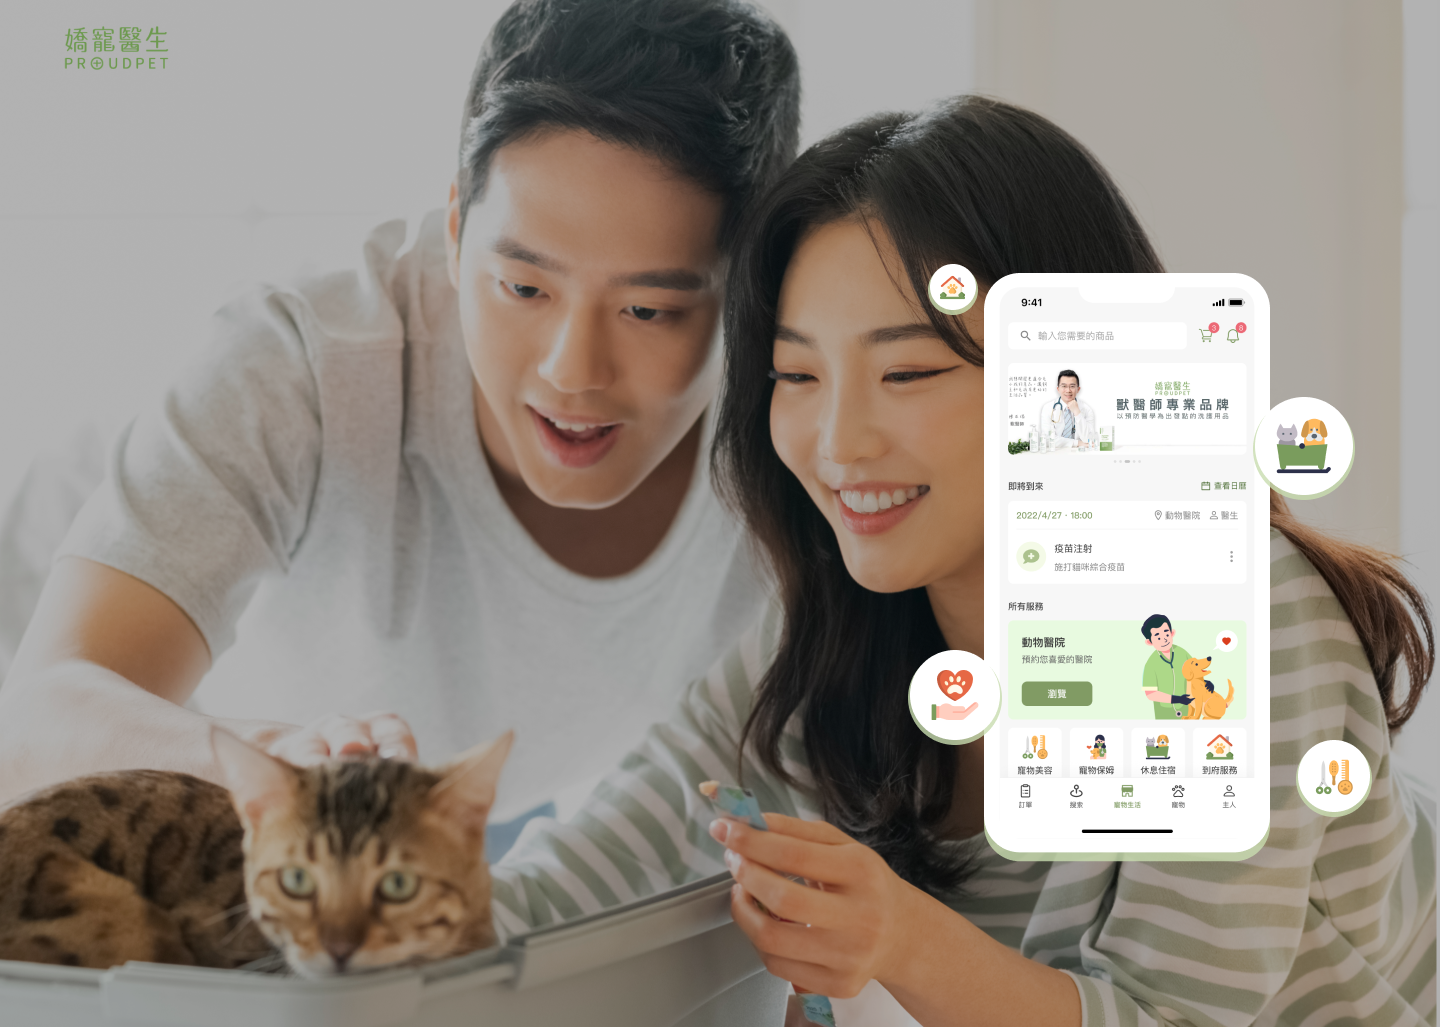 嬌寵醫生
PROUDPET
9:41
輸入您需要的商品
3
8
嬌寵醫生
PROUDPET
獸醫師專業品牌
以預防醫學為出發點的洗護用品
即將到來
查看日曆
2022/4/27 · 18:00
動物醫院
醫生
疫苗注射
施打貓咪綜合疫苗
所有服務
動物醫院
預約您喜愛的醫院
瀏覽
寵物美容
寵物保姆
休息住宿
到府服務
訂單
搜索
寵物生活
寵物
主人